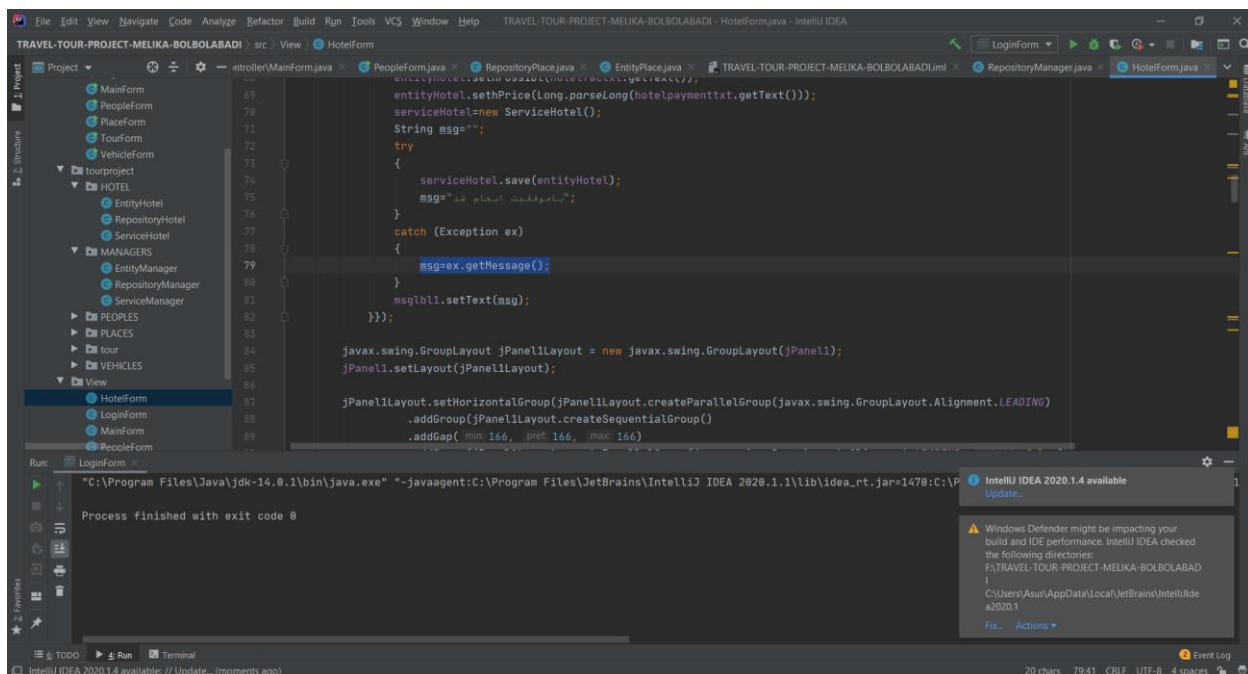 File Edit View Navigate Code Analyze Refactor Build Run Tools VCS Window Help TRAVEL-TOUR-PROJECT-MELIKA-BOLBOLABADI - HotelForm.java - IntelliJ IDEA
TRAVEL-TOUR-PROJECT-MELIKA-BOLBOLABADI src View HotelForm LoginForm
Project ntroller\MainForm.java PeopleForm.java RepositoryPlace.java EntityPlace.java TRAVEL-TOUR-PROJECT-MELIKA-BOLBOLABADI.iml RepositoryManager.java HotelForm.java
1: Project
2: Structure
Database
Ant
MainForm
PeopleForm
PlaceForm
TourForm
VehicleForm
tourproject
HOTEL
EntityHotel
RepositoryHotel
ServiceHotel
MANAGERS
EntityManager
RepositoryManager
ServiceManager
PEOPLES
PLACES
tour
VEHICLES
View
HotelForm
LoginForm
MainForm
PeopleForm
69 entityHotel.sethPrice(Long.parseLong(hotelpaymenttxt.getText()));
70 serviceHotel=new ServiceHotel();
71 String msg="";
72 try
73 {
74 serviceHotel.save(entityHotel);
75 msg="باموفقیت انجام شد";
76 }
77 catch (Exception ex)
78 {
79 msg=ex.getMessage();
80 }
81 msglbl1.setText(msg);
82 }});
83
84 javax.swing.GroupLayout jPanel1Layout = new javax.swing.GroupLayout(jPanel1);
85 jPanel1.setLayout(jPanel1Layout);
86
87 jPanel1Layout.setHorizontalGroup(jPanel1Layout.createParallelGroup(javax.swing.GroupLayout.Alignment.LEADING)
88 .addGroup(jPanel1Layout.createSequentialGroup()
89 .addGap( min: 166, pref: 166, max: 166)
Run: LoginForm
"C:\Program Files\Java\jdk-14.0.1\bin\java.exe" "-javaagent:C:\Program Files\JetBrains\IntelliJ IDEA 2020.1.1\lib\idea_rt.jar=1470:C:\P
Process finished with exit code 0
IntelliJ IDEA 2020.1.4 available
Update...
Windows Defender might be impacting your
build and IDE performance. IntelliJ IDEA checked
the following directories:
F:\TRAVEL-TOUR-PROJECT-MELIKA-BOLBOLABAD
I
C:\Users\Asus\AppData\Local\JetBrains\IntelliJIde
a2020.1
Fix... Actions
2: Favorites
6: TODO 4: Run Terminal 2 Event Log
IntelliJ IDEA 2020.1.4 available: // Update... (moments ago) 20 chars 79:41 CRLF UTF-8 4 spaces